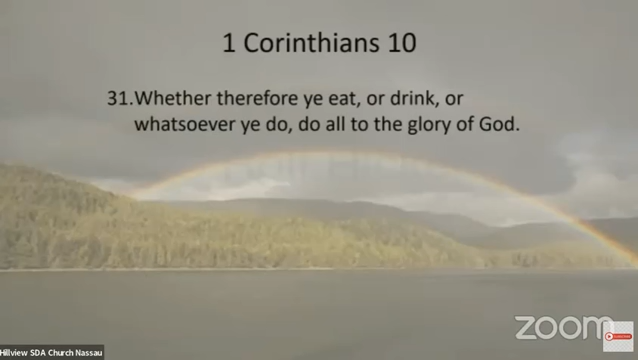 1 Corinthians 10
31.Whether therefore ye eat, or drink, or
whatsoever ye do, do all to the glory of God.
zoom
Hillview SDA Church Nassau